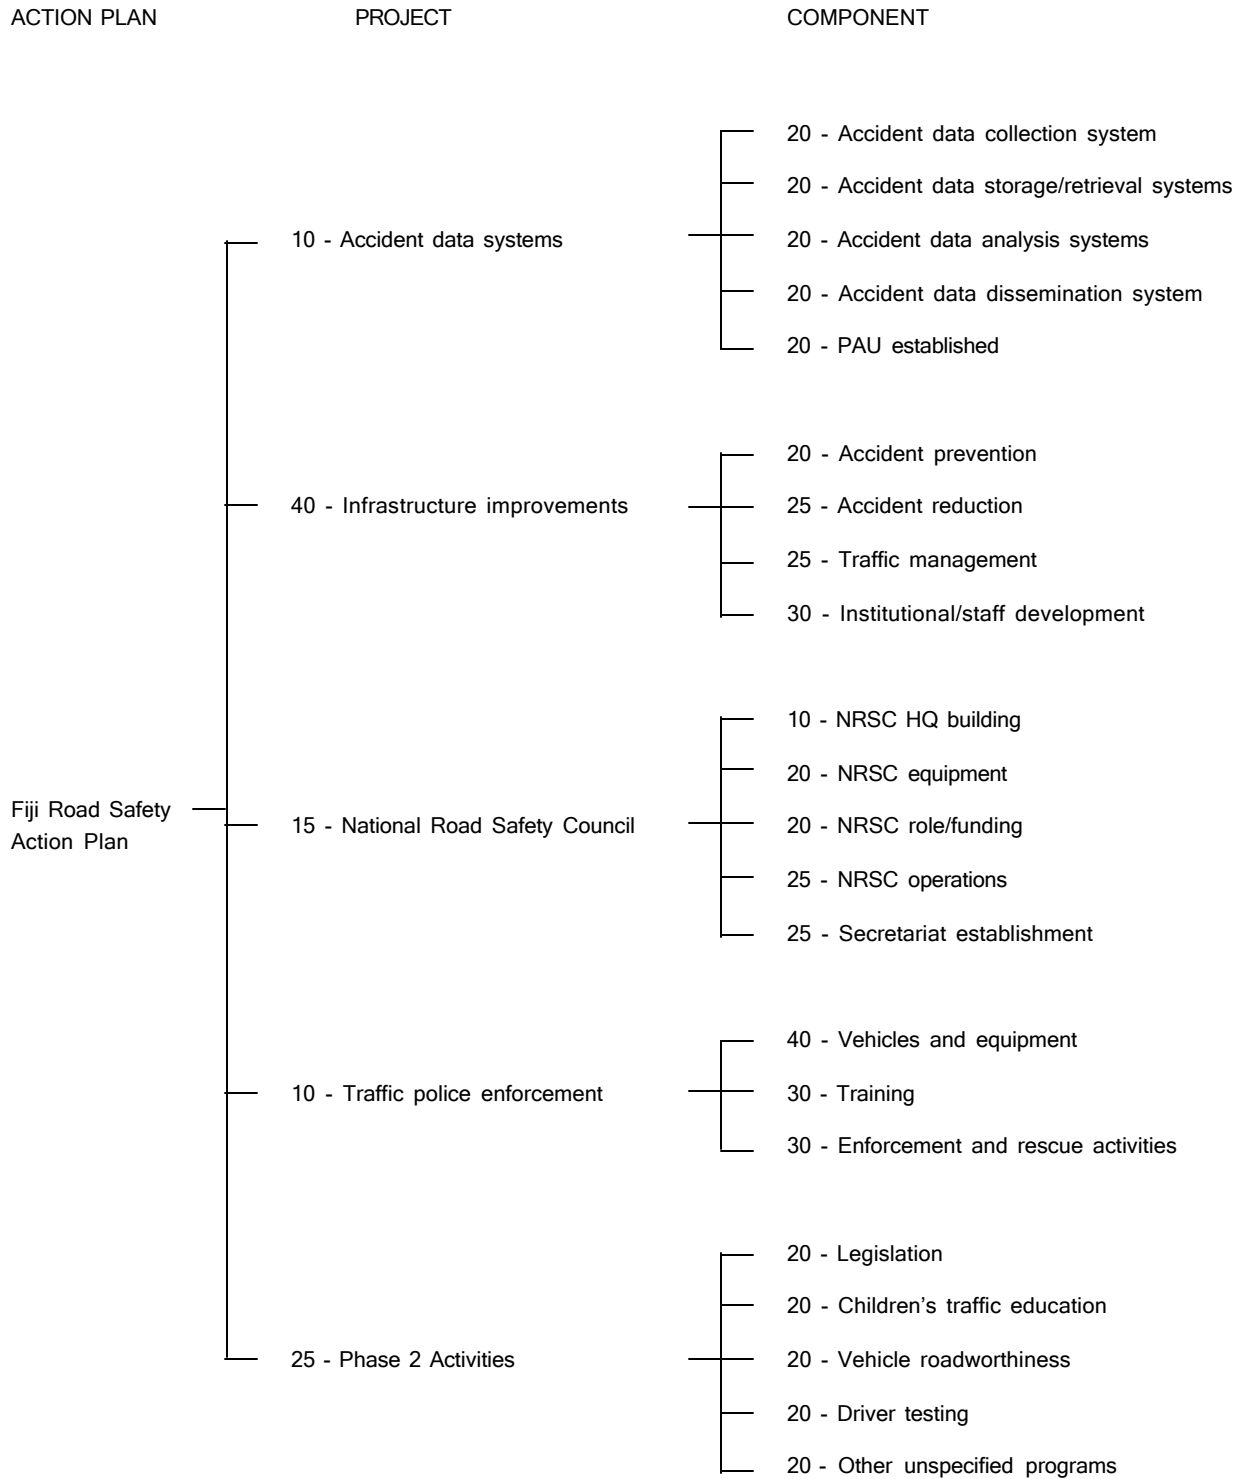 ACTION PLAN PROJECT COMPONENT
20 - Accident data collection system
20 - Accident data storage/retrieval systems
10 - Accident data systems
20 - Accident data analysis systems
20 - Accident data dissemination system
20 - PAU established
20 - Accident prevention
40 - Infrastructure improvements
25 - Accident reduction
25 - Traffic management
30 - Institutional/staff development
10 - NRSC HQ building
20 - NRSC equipment
Fiji Road Safety
Action Plan
15 - National Road Safety Council
20 - NRSC role/funding
25 - NRSC operations
25 - Secretariat establishment
40 - Vehicles and equipment
10 - Traffic police enforcement
30 - Training
30 - Enforcement and rescue activities
20 - Legislation
20 - Children’s traffic education
25 - Phase 2 Activities
20 - Vehicle roadworthiness
20 - Driver testing
20 - Other unspecified programs